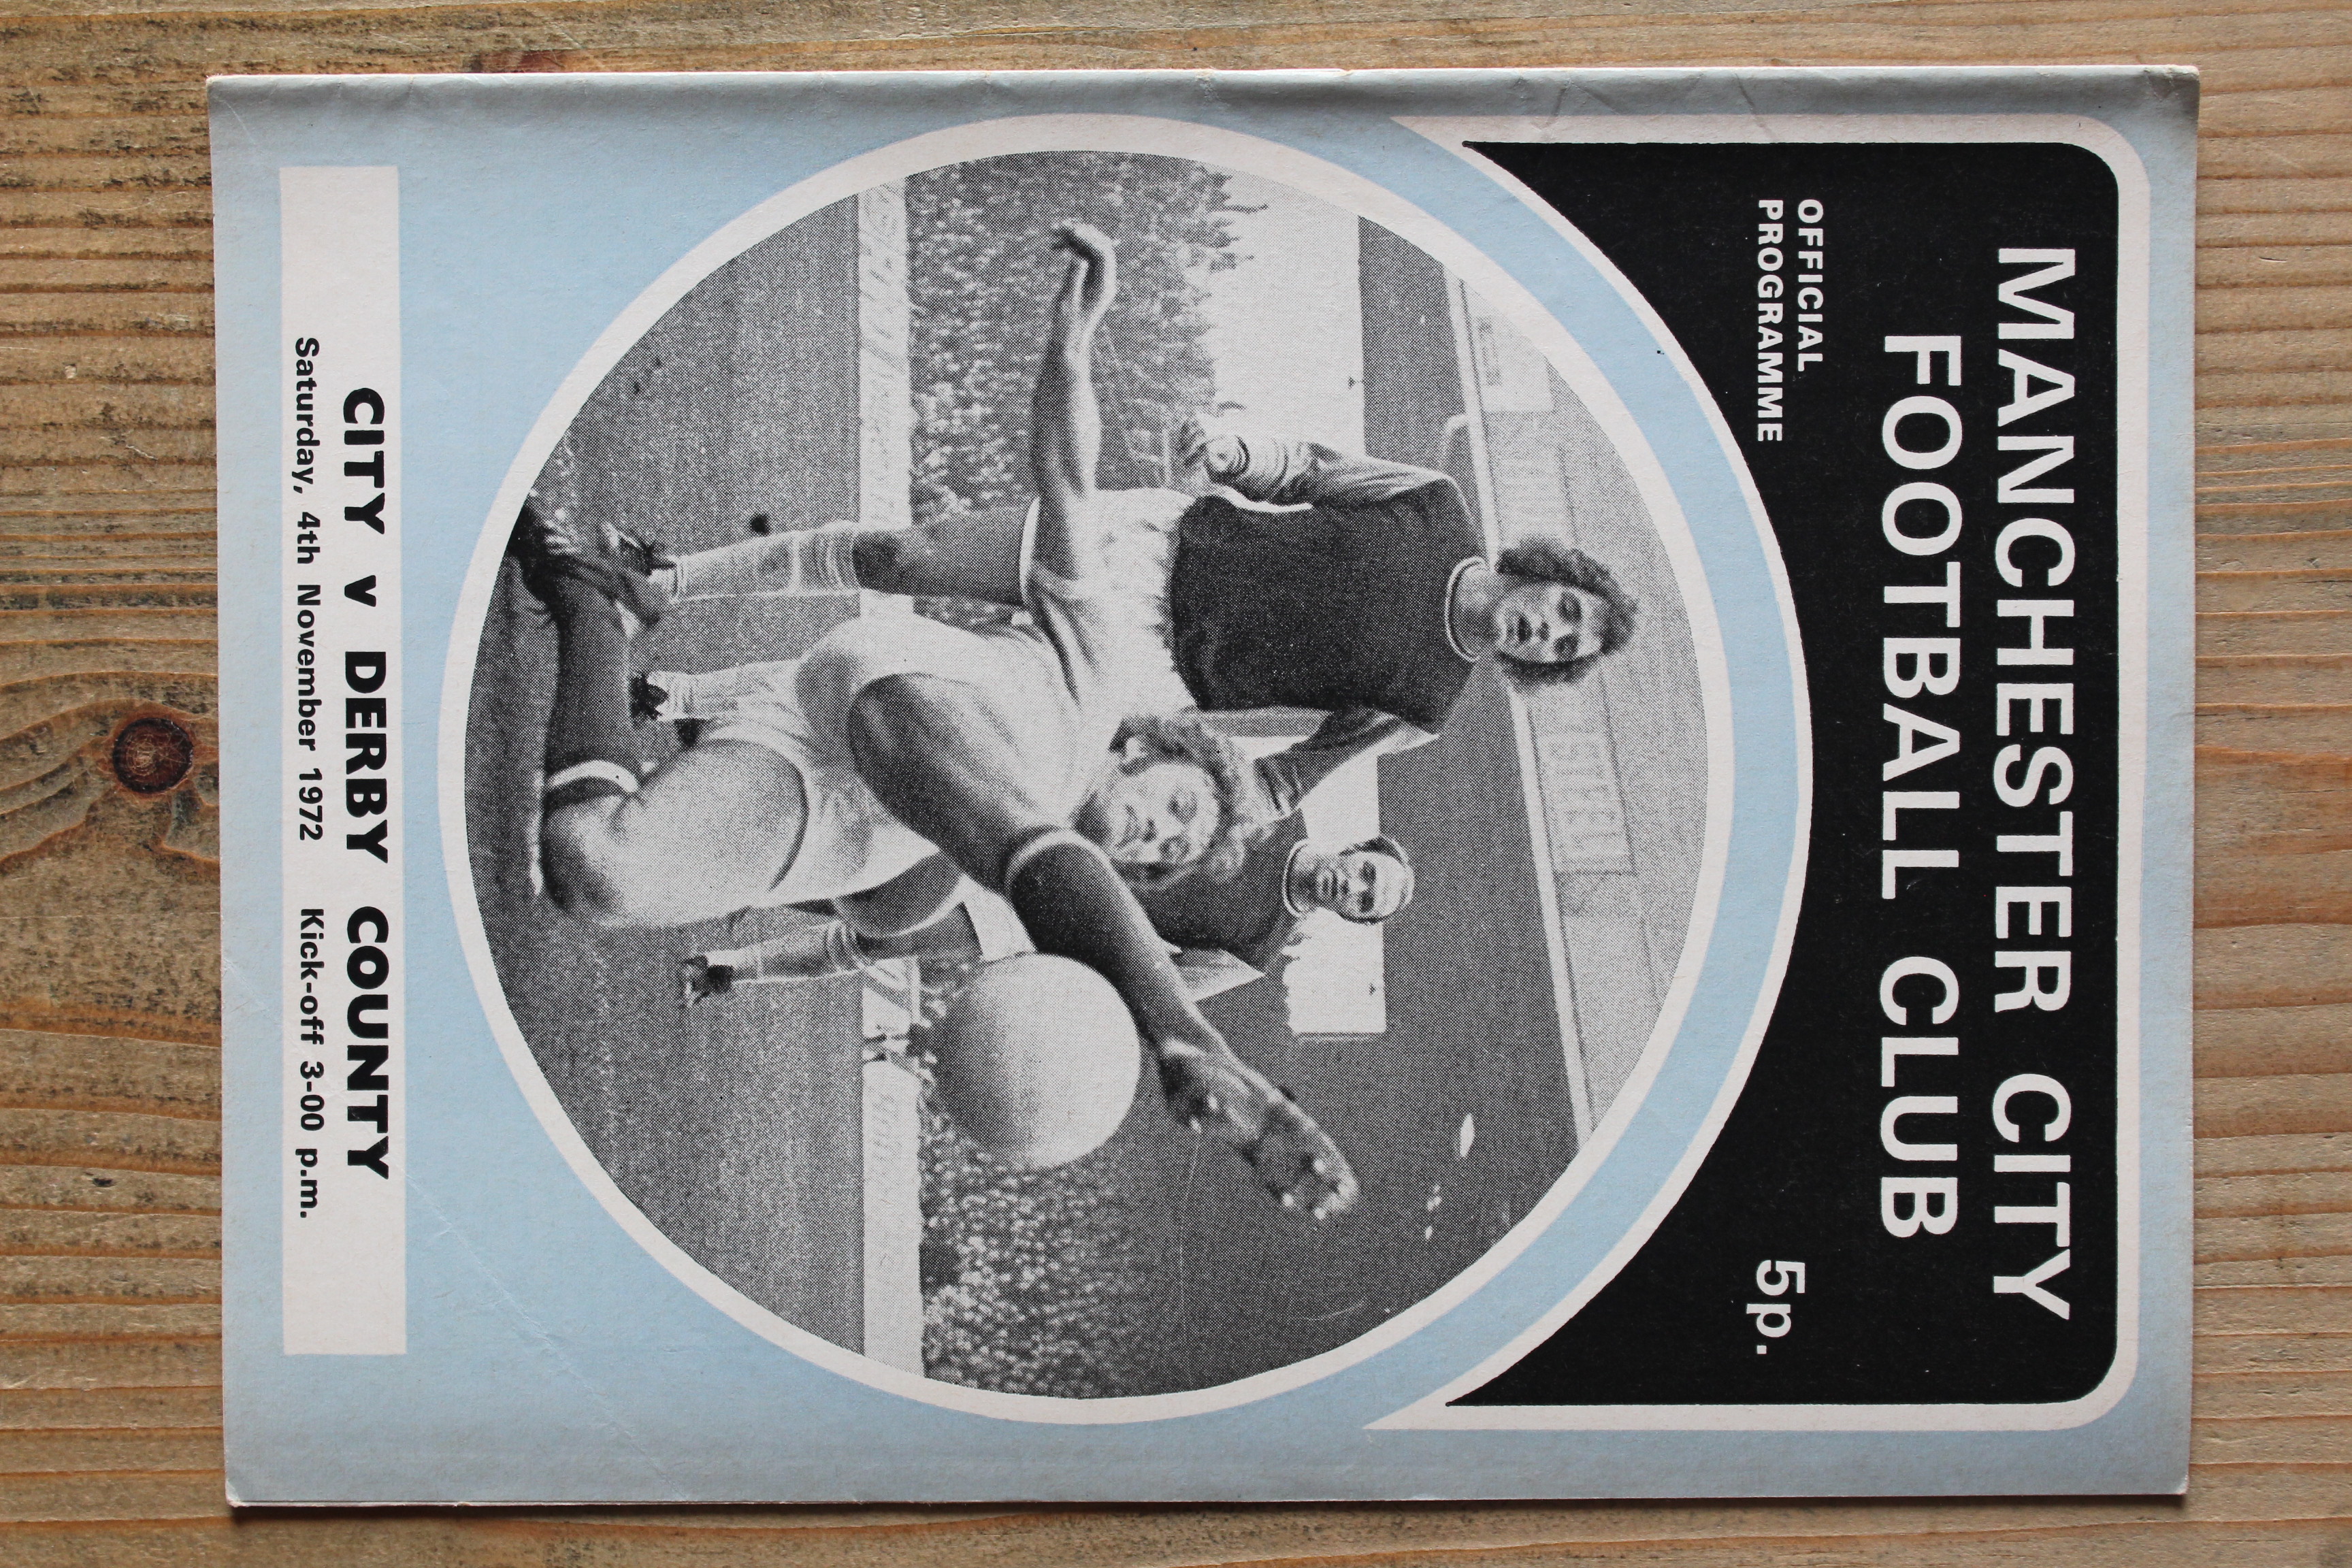 MANCHESTER CITY
FOOTBALL CLUB
OFFICIAL
PROGRAMME
5p.
CITY v DERBY COUNTY
Saturday, 4th November 1972 Kick-off 3-00 p.m.